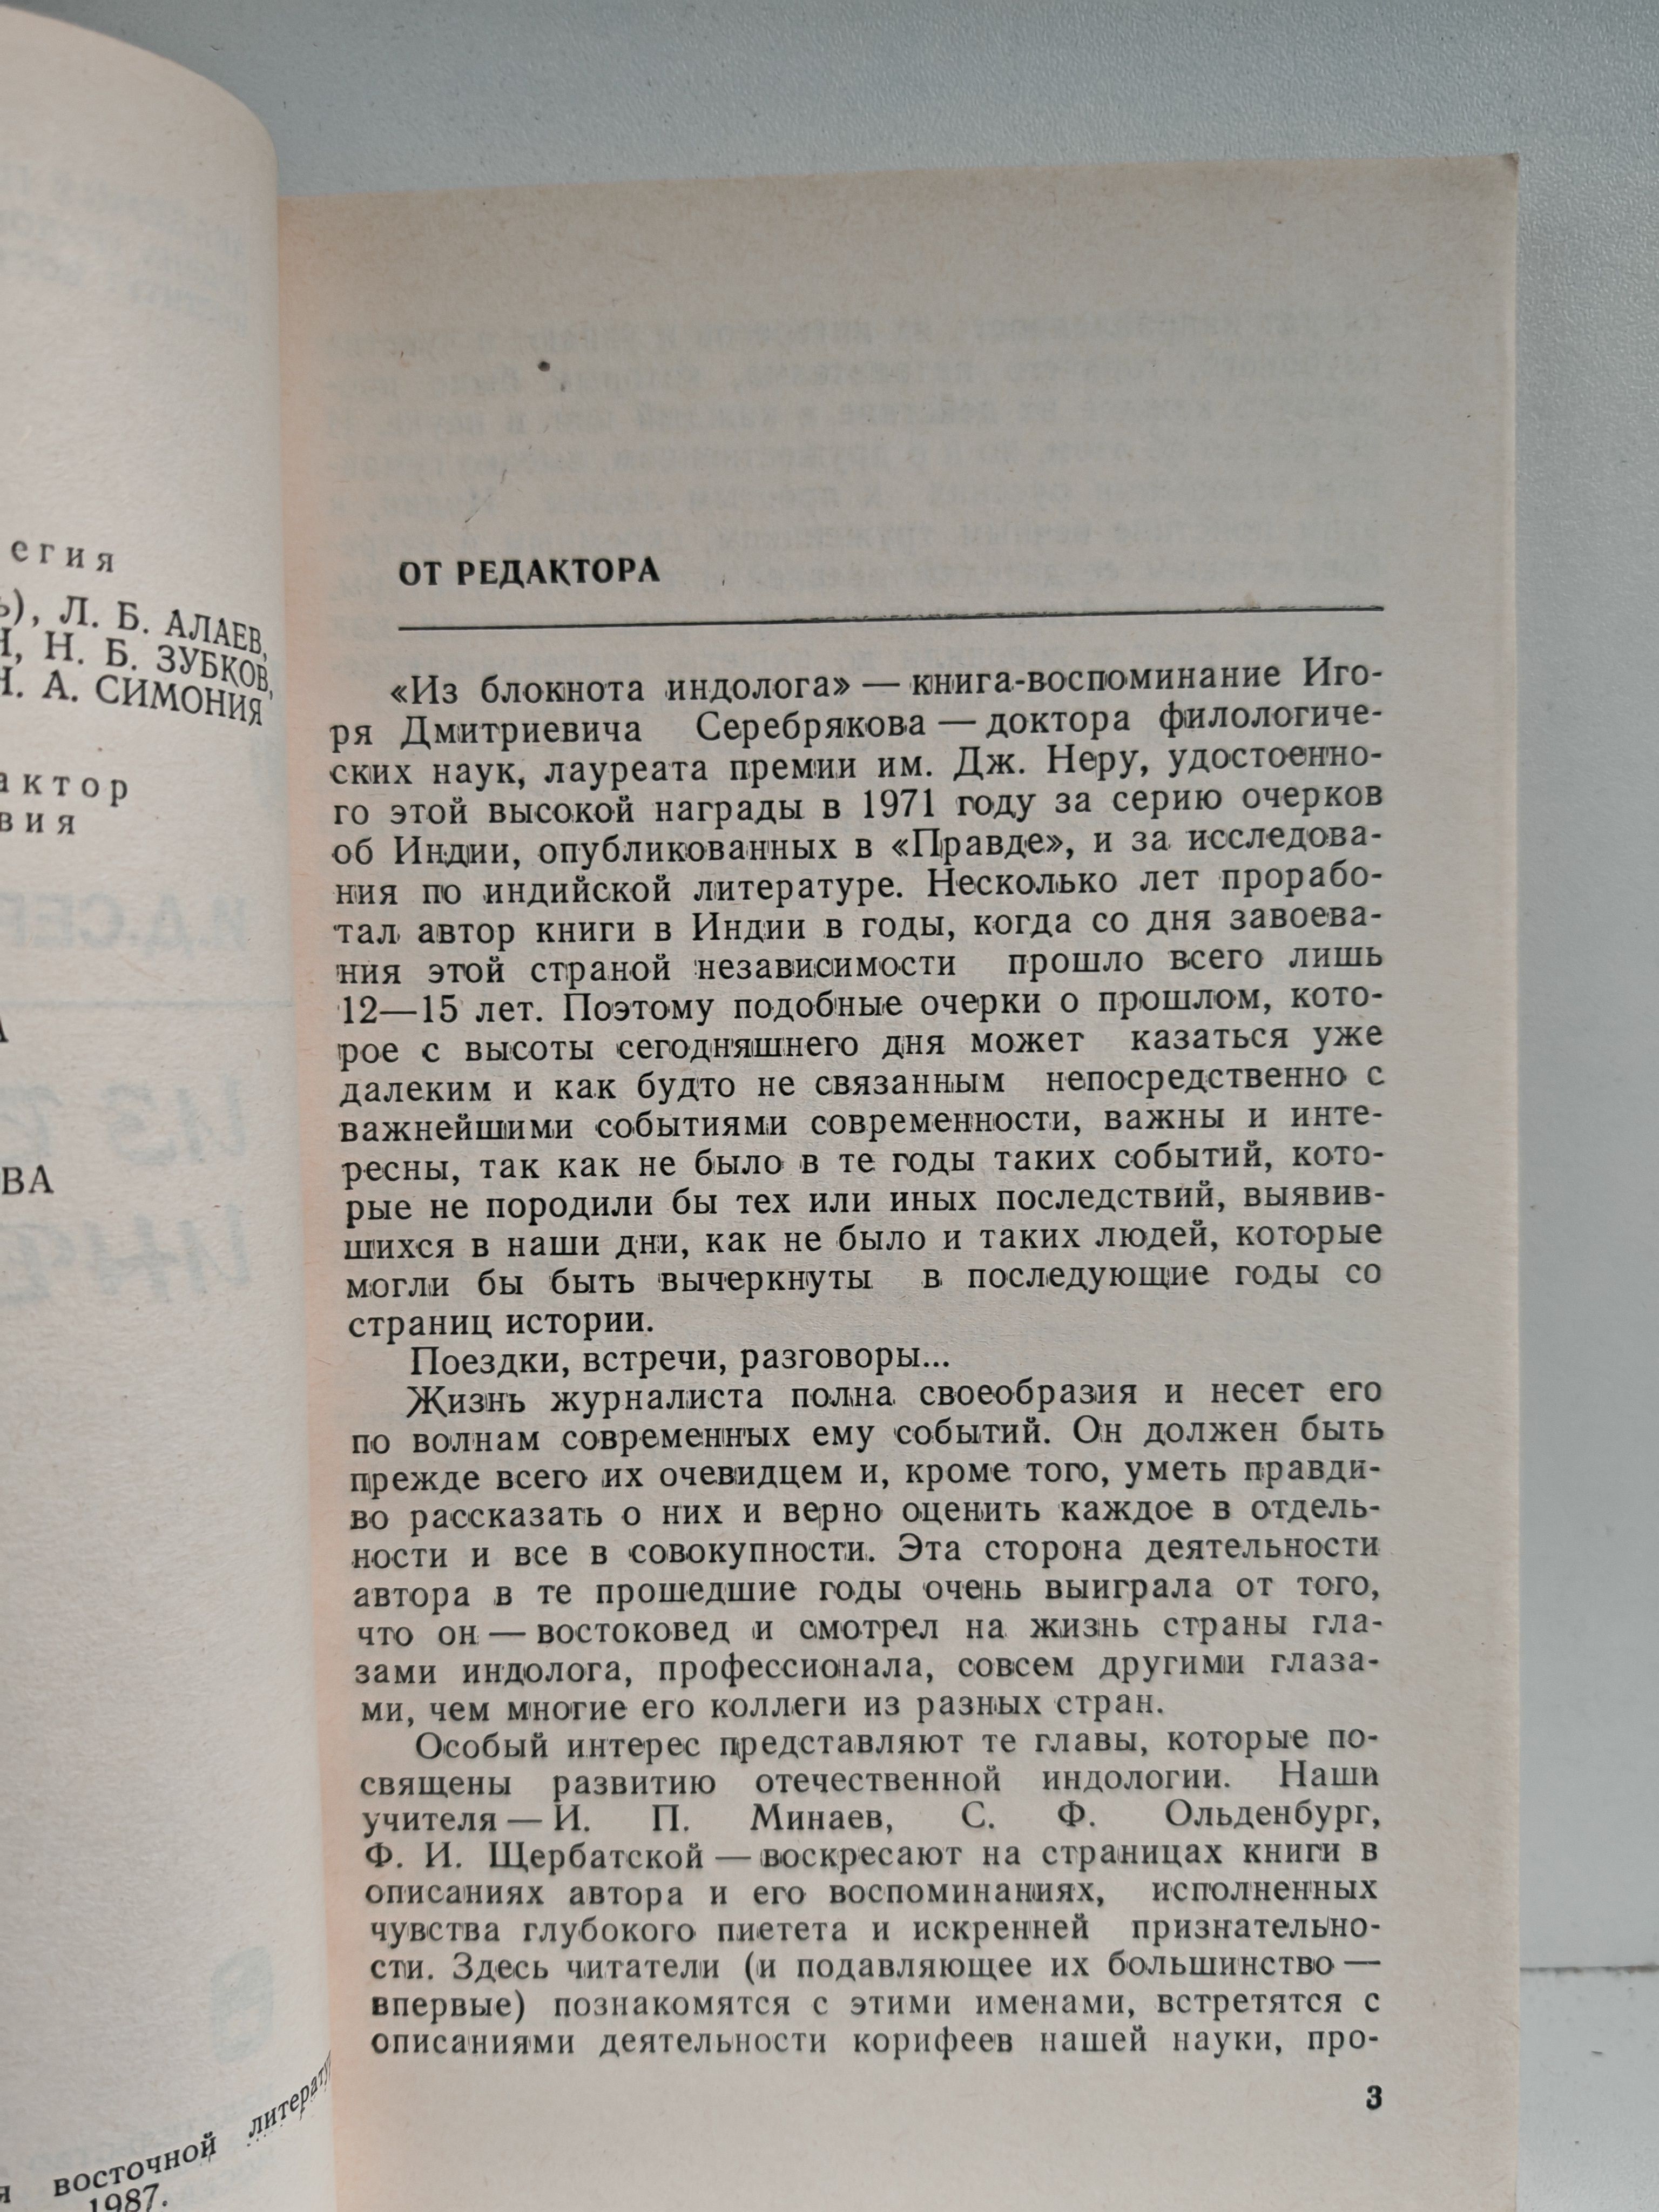 егия
Л. Б. АЛАЕВ,
Н. Б. ЗУБКОВ,
А. СИМОНИЯ
восточной
1987.
ОТ РЕДАКТОРА
«Из блокнота индолога» — книга-воспоминание Иго-
ря Дмитриевича Серебрякова — доктора филологиче-
ских наук, лауреата премии им. Дж. Неру, удостоенно-
го этой высокой награды в 1971 году за серию очерков
об Индии, опубликованных в «Правде», и за исследова-
ния по индийской литературе. Несколько лет прорабо-
тал автор книги в Индии в годы, когда со дня завоева-
ния этой страной независимости прошло всего лишь
12—15 лет. Поэтому подобные очерки о прошлом, кото-
рое с высоты сегодняшнего дня может казаться уже
далеким и как будто не связанным непосредственно с
важнейшими событиями современности, важны и инте-
ресны, так как не было в те годы таких событий, кото-
рые не породили бы тех или иных последствий, выявив-
шихся в наши дни, как не было и таких людей, которые
могли бы быть вычеркнуты в последующие годы со
страниц истории.
Поездки, встречи, разговоры...
Жизнь журналиста полна своеобразия и несет его
по волнам современных ему событий. Он должен быть
прежде всего их очевидцем и, кроме того, уметь правди-
во рассказать о них и верно оценить каждое в отдель-
ности и все в совокупности. Эта сторона деятельности
автора в те прошедшие годы очень выиграла от того,
что он — востоковед и смотрел на жизнь страны гла-
зами индолога, профессионала, совсем другими глаза-
ми, чем многие его коллеги из разных стран.
Особый интерес представляют те главы, которые по-
священы развитию отечественной индологии. Наши
учителя — И. П. Минаев, С. Ф. Ольденбург,
Ф. И. Щербатской — воскресают на страницах книги в
описаниях автора и его воспоминаниях, исполненных
чувства глубокого пиетета и искренней признательно-
сти. Здесь читатели (и подавляющее их большинство —
впервые) познакомятся с этими именами, встретятся с
описаниями деятельности корифеев нашей науки, про-
3